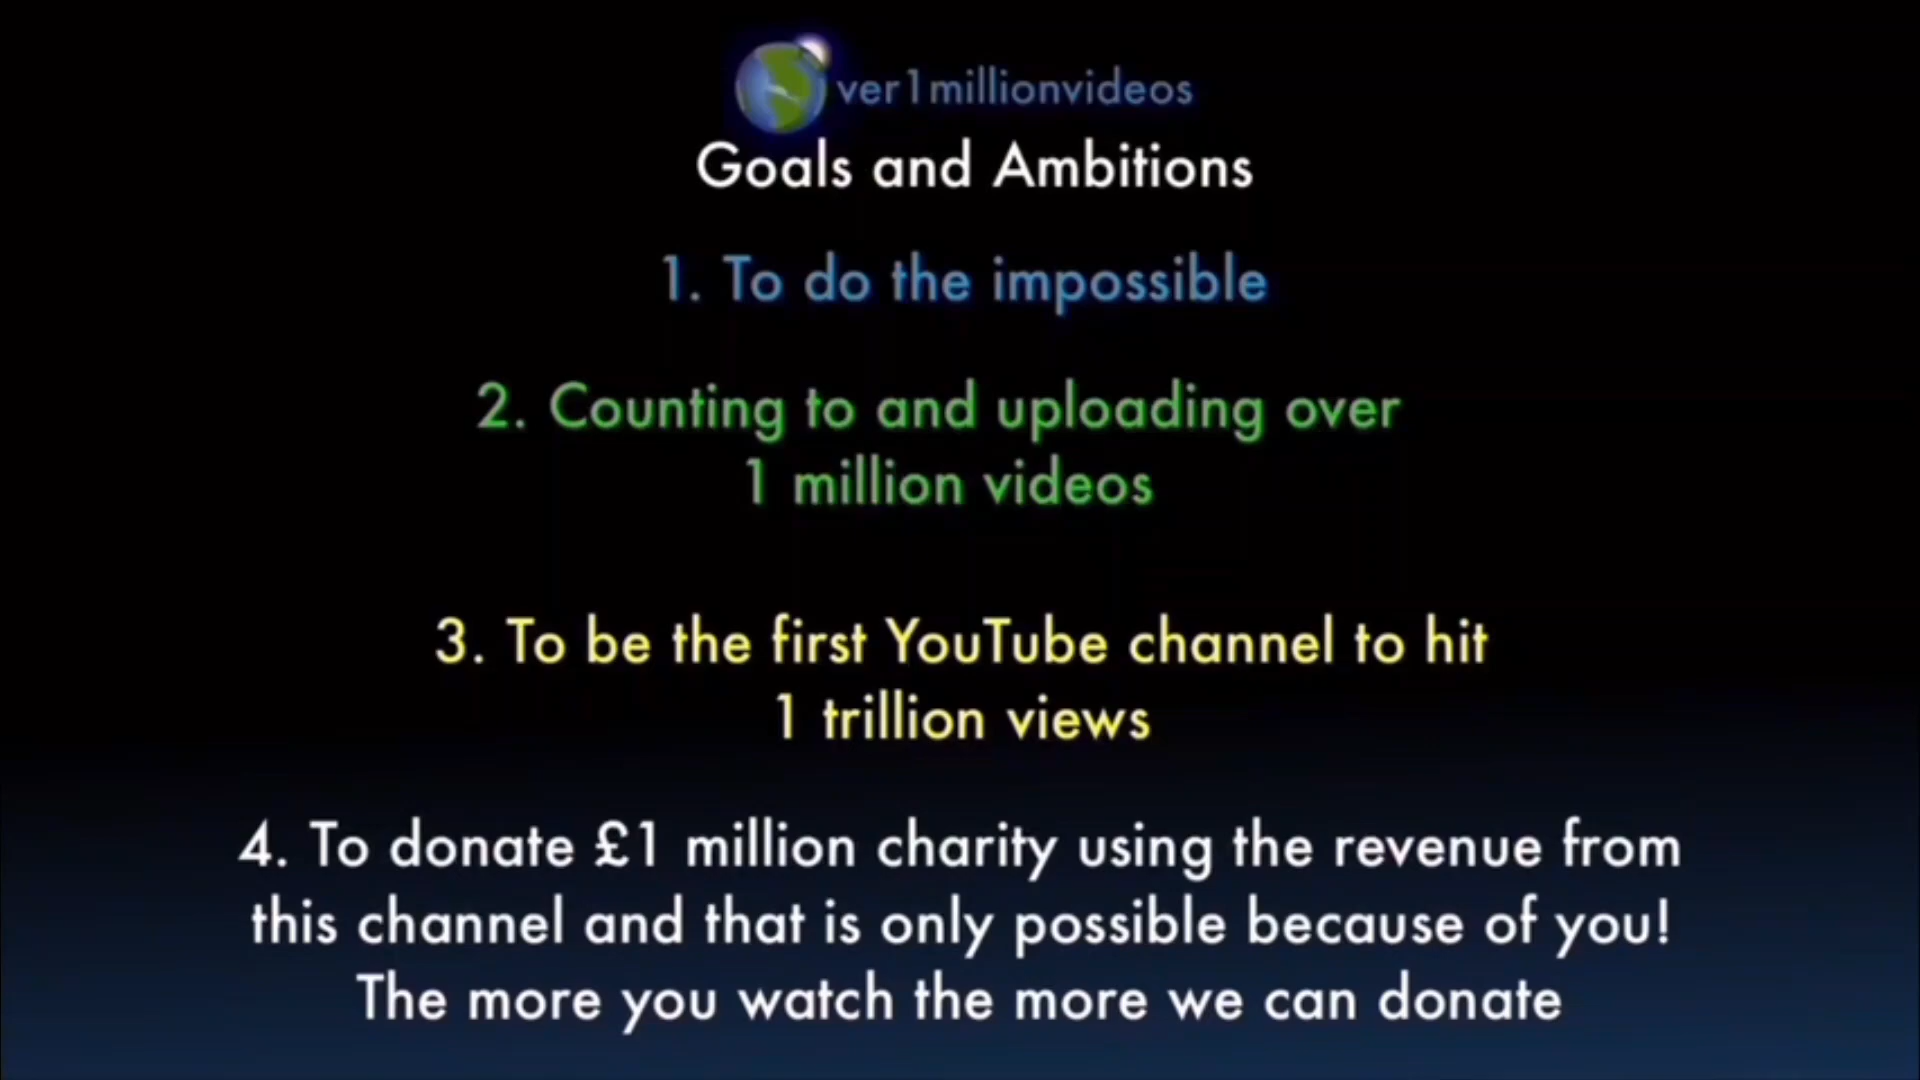 ver1millionvideos
Goals and Ambitions
1. To do the impossible
2. Counting to and uploading over
1 million videos
3. To be the first YouTube channel to hit
1 trillion views
4. To donate £1 million charity using the revenue from
this channel and that is only possible because of you!
The more you watch the more we can donate